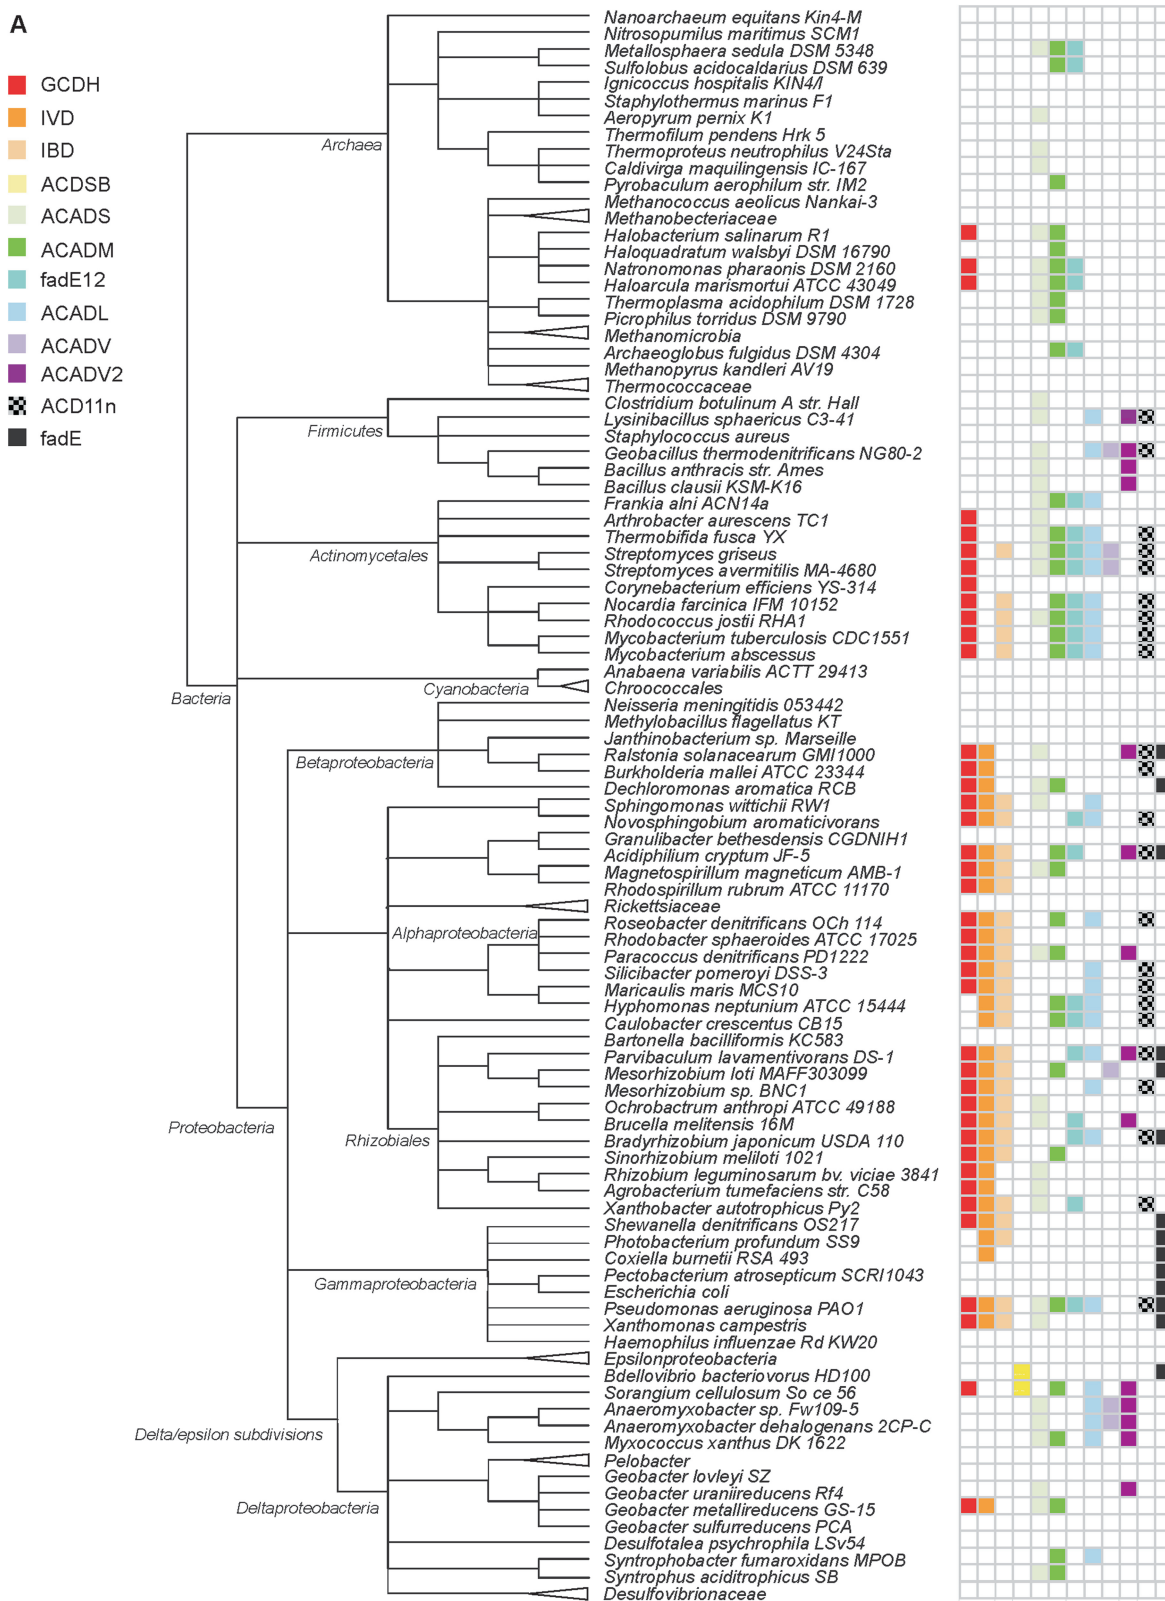 A
GCDH
IVD
IBD
ACDSB
ACADS
ACADM
fadE12
ACADL
ACADV
ACADV2
ACD11n
fadE
Nanoarchaeum equitans Kin4-M
Nitrosopumilus maritimus SCM1
Metallosphaera sedula DSM 5348
Sulfolobus acidocaldarius DSM 639
Ignicoccus hospitalis KIN4/I
Staphylothermus marinus F1
Aeropyrum pernix K1
Thermofilum pendens Hrk 5
Archaea
Thermoproteus neutrophilus V24Sta
Caldivirga maquilingensis IC-167
Pyrobaculum aerophilum str. IM2
Methanococcus aeolicus Nankai-3
Methanobecteriaceae
Halobacterium salinarum R1
Haloquadratum walsbyi DSM 16790
Natronomonas pharaonis DSM 2160
Haloarcula marismortui ATCC 43049
Thermoplasma acidophilum DSM 1728
Picrophilus torridus DSM 9790
Methanomicrobia
Archaeoglobus fulgidus DSM 4304
Methanopyrus kandleri AV19
Thermococcaceae
Clostridium botulinum A str. Hall
Lysinibacillus sphaericus C3-41
Firmicutes
Staphylococcus aureus
Geobacillus thermodenitrificans NG80-2
Bacillus anthracis str. Ames
Bacillus clausii KSM-K16
Frankia alni ACN14a
Arthrobacter aurescens TC1
Thermobifida fusca YX
Actinomycetales
Streptomyces griseus
Streptomyces avermitilis MA-4680
Corynebacterium efficiens YS-314
Nocardia farcinica IFM 10152
Rhodococcus jostii RHA1
Mycobacterium tuberculosis CDC1551
Mycobacterium abscessus
Anabaena variabilis ACTT 29413
Cyanobacteria
Chroococcales
Bacteria
Neisseria meningitidis 053442
Methylobacillus flagellatus KT
Janthinobacterium sp. Marseille
Ralstonia solanacearum GMI1000
Betaproteobacteria
Burkholderia mallei ATCC 23344
Dechloromonas aromatica RCB
Sphingomonas wittichii RW1
Novosphingobium aromaticivorans
Granulibacter bethesdensis CGDNIH1
Acidiphilium cryptum JF-5
Magnetospirillum magneticum AMB-1
Rhodospirillum rubrum ATCC 11170
Rickettsiaceae
Roseobacter denitrificans OCh 114
Alphaproteobacteria
Rhodobacter sphaeroides ATCC 17025
Paracoccus denitrificans PD1222
Silicibacter pomeroyi DSS-3
Maricaulis maris MCS10
Hyphomonas neptunium ATCC 15444
Caulobacter crescentus CB15
Bartonella bacilliformis KC583
Parvibaculum lavamentivorans DS-1
Mesorhizobium loti MAFF303099
Mesorhizobium sp. BNC1
Ochrobactrum anthropi ATCC 49188
Brucella melitensis 16M
Proteobacteria
Rhizobiales
Bradyrhizobium japonicum USDA 110
Sinorhizobium meliloti 1021
Rhizobium leguminosarum bv. viciae 3841
Agrobacterium tumefaciens str. C58
Xanthobacter autotrophicus Py2
Shewanella denitrificans OS217
Photobacterium profundum SS9
Coxiella burnetii RSA 493
Pectobacterium atrosepticum SCRI1043
Gammaproteobacteria
Escherichia coli
Pseudomonas aeruginosa PAO1
Xanthomonas campestris
Haemophilus influenzae Rd KW20
Epsilonproteobacteria
Bdellovibrio bacteriovorus HD100
Sorangium cellulosum So ce 56
Anaeromyxobacter sp. Fw109-5
Anaeromyxobacter dehalogenans 2CP-C
Delta/epsilon subdivisions
Myxococcus xanthus DK 1622
Pelobacter
Geobacter lovleyi SZ
Geobacter uraniireducens Rf4
Deltaproteobacteria
Geobacter metallireducens GS-15
Geobacter sulfurreducens PCA
Desulfotalea psychrophila LSv54
Syntrophobacter fumaroxidans MPOB
Syntrophus aciditrophicus SB
Desulfovibrionaceae